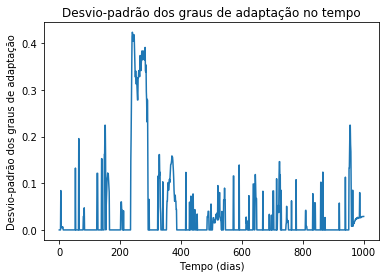 Desvio-padrão dos graus de adaptação no tempo
Desvio-padrão dos graus de adaptação
0.4
0.3
0.2
0.1
0.0
0 200 400 600 800 1000
Tempo (dias)